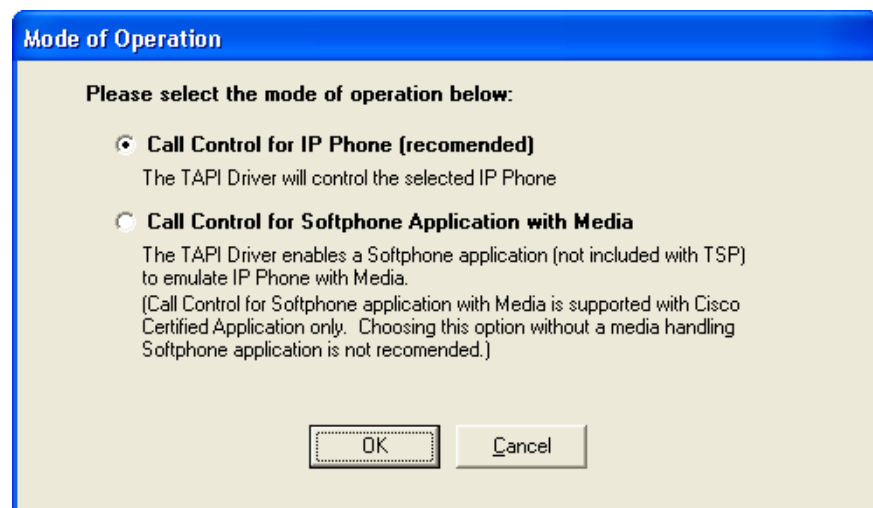 Mode of Operation
Please select the mode of operation below:
Call Control for IP Phone (recomended)
The TAPI Driver will control the selected IP Phone
Call Control for Softphone Application with Media
The TAPI Driver enables a Softphone application (not included with TSP)
to emulate IP Phone with Media.
(Call Control for Softphone application with Media is supported with Cisco
Certified Application only.  Choosing this option without a media handling
Softphone application is not recomended.)
OK
Cancel